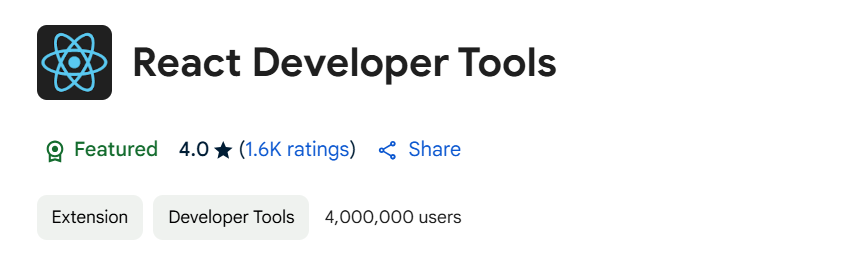 React Developer Tools
Featured 4.0 ★ (1.6K ratings) Share
Extension Developer Tools 4,000,000 users